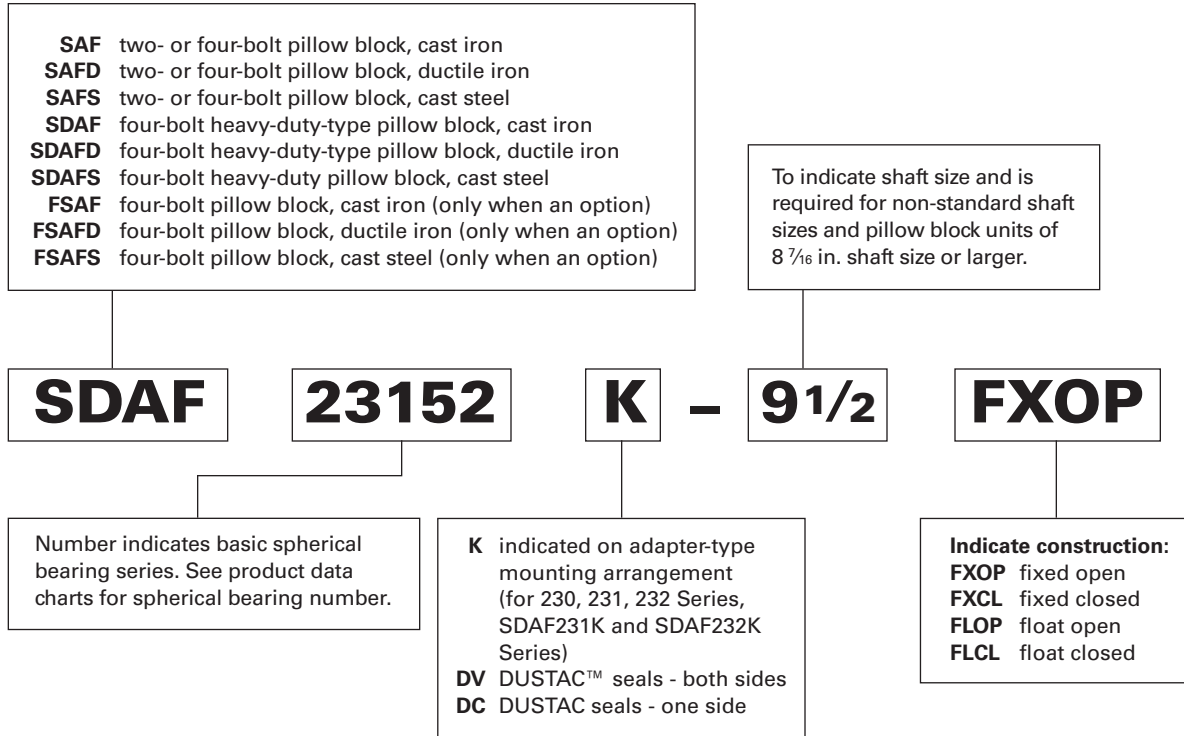 SAF two- or four-bolt pillow block, cast iron
SAFD two- or four-bolt pillow block, ductile iron
SAFS two- or four-bolt pillow block, cast steel
SDAF four-bolt heavy-duty-type pillow block, cast iron
SDAFD four-bolt heavy-duty-type pillow block, ductile iron
SDAFS four-bolt heavy-duty pillow block, cast steel
FSAF four-bolt pillow block, cast iron (only when an option)
FSAFD four-bolt pillow block, ductile iron (only when an option)
FSAFS four-bolt pillow block, cast steel (only when an option)
To indicate shaft size and is
required for non-standard shaft
sizes and pillow block units of
8 7/16 in. shaft size or larger.
SDAF 23152 K – 9 1/2 FXOP
Number indicates basic spherical
bearing series. See product data
charts for spherical bearing number.
K indicated on adapter-type
mounting arrangement
(for 230, 231, 232 Series,
SDAF231K and SDAF232K
Series)
DV DUSTAC™ seals - both sides
DC DUSTAC seals - one side
Indicate construction:
FXOP fixed open
FXCL fixed closed
FLOP float open
FLCL float closed